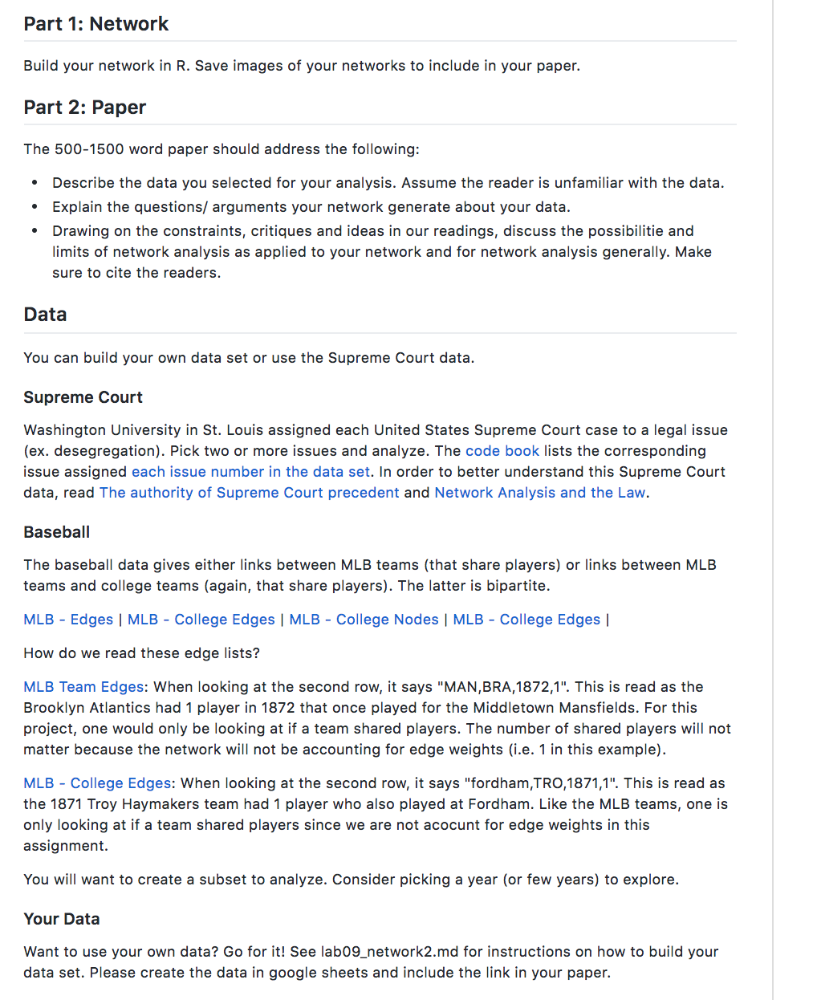 Part 1: Network
Build your network in R. Save images of your networks to include in your paper.
Part 2: Paper
The 500-1500 word paper should address the following:
• Describe the data you selected for your analysis. Assume the reader is unfamiliar with the data.
• Explain the questions/ arguments your network generate about your data.
• Drawing on the constraints, critiques and ideas in our readings, discuss the possibilitie and
limits of network analysis as applied to your network and for network analysis generally. Make
sure to cite the readers.
Data
You can build your own data set or use the Supreme Court data.
Supreme Court
Washington University in St. Louis assigned each United States Supreme Court case to a legal issue
(ex. desegregation). Pick two or more issues and analyze. The code book lists the corresponding
issue assigned each issue number in the data set. In order to better understand this Supreme Court
data, read The authority of Supreme Court precedent and Network Analysis and the Law.
Baseball
The baseball data gives either links between MLB teams (that share players) or links between MLB
teams and college teams (again, that share players). The latter is bipartite.
MLB - Edges | MLB - College Edges | MLB - College Nodes | MLB - College Edges |
How do we read these edge lists?
MLB Team Edges: When looking at the second row, it says "MAN,BRA,1872,1". This is read as the
Brooklyn Atlantics had 1 player in 1872 that once played for the Middletown Mansfields. For this
project, one would only be looking at if a team shared players. The number of shared players will not
matter because the network will not be accounting for edge weights (i.e. 1 in this example).
MLB - College Edges: When looking at the second row, it says "fordham,TRO,1871,1". This is read as
the 1871 Troy Haymakers team had 1 player who also played at Fordham. Like the MLB teams, one is
only looking at if a team shared players since we are not acocunt for edge weights in this
assignment.
You will want to create a subset to analyze. Consider picking a year (or few years) to explore.
Your Data
Want to use your own data? Go for it! See lab09_network2.md for instructions on how to build your
data set. Please create the data in google sheets and include the link in your paper.